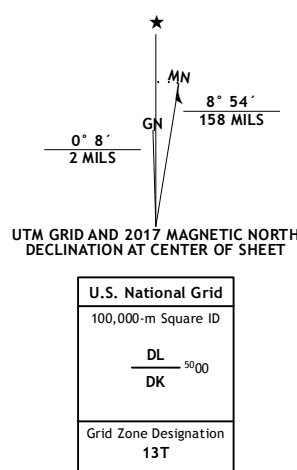 ★
MN
8° 54´
158 MILS
GN
0° 8´
2 MILS
UTM GRID AND 2017 MAGNETIC NORTH
DECLINATION AT CENTER OF SHEET
U.S. National Grid
100,000-m Square ID
DL
5000
DK
Grid Zone Designation
13T